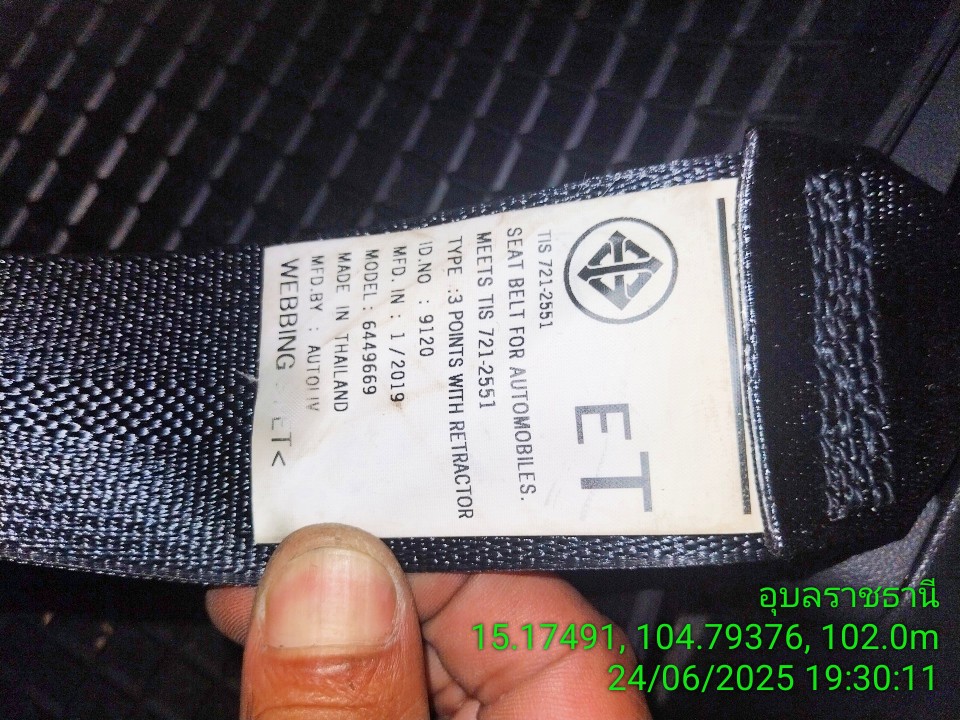 ET
TIS 721-2551
SEAT BELT FOR AUTOMOBILES.
MEETS TIS 721-2551
TYPE :3 POINTS WITH RETRACTOR
ID.NO : 9120
MFD.IN : 1 /2019
MODEL : 6449669
MADE IN THAILAND
MFD.BY : AUTOLIV
WEBBING
อุบลราชธานี
15.17491, 104.79376, 102.0m
24/06/2025 19:30:11